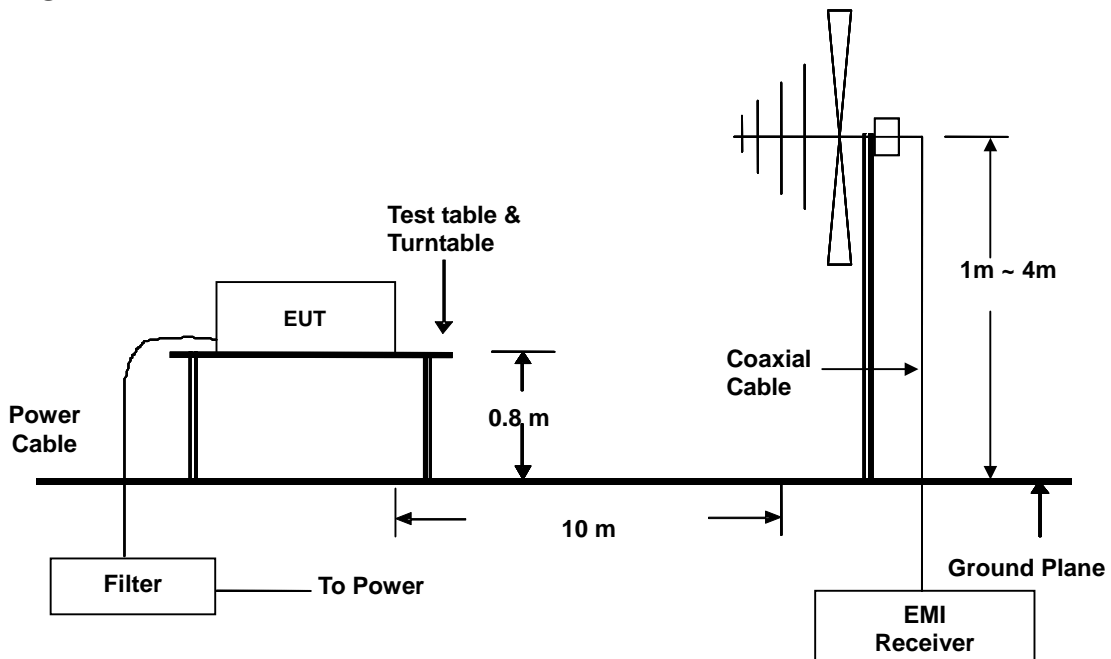 Test table &
Turntable
EUT
1m ~ 4m
Coaxial
Cable
0.8 m
Power
Cable
10 m
Filter
To Power
Ground Plane
EMI
Receiver